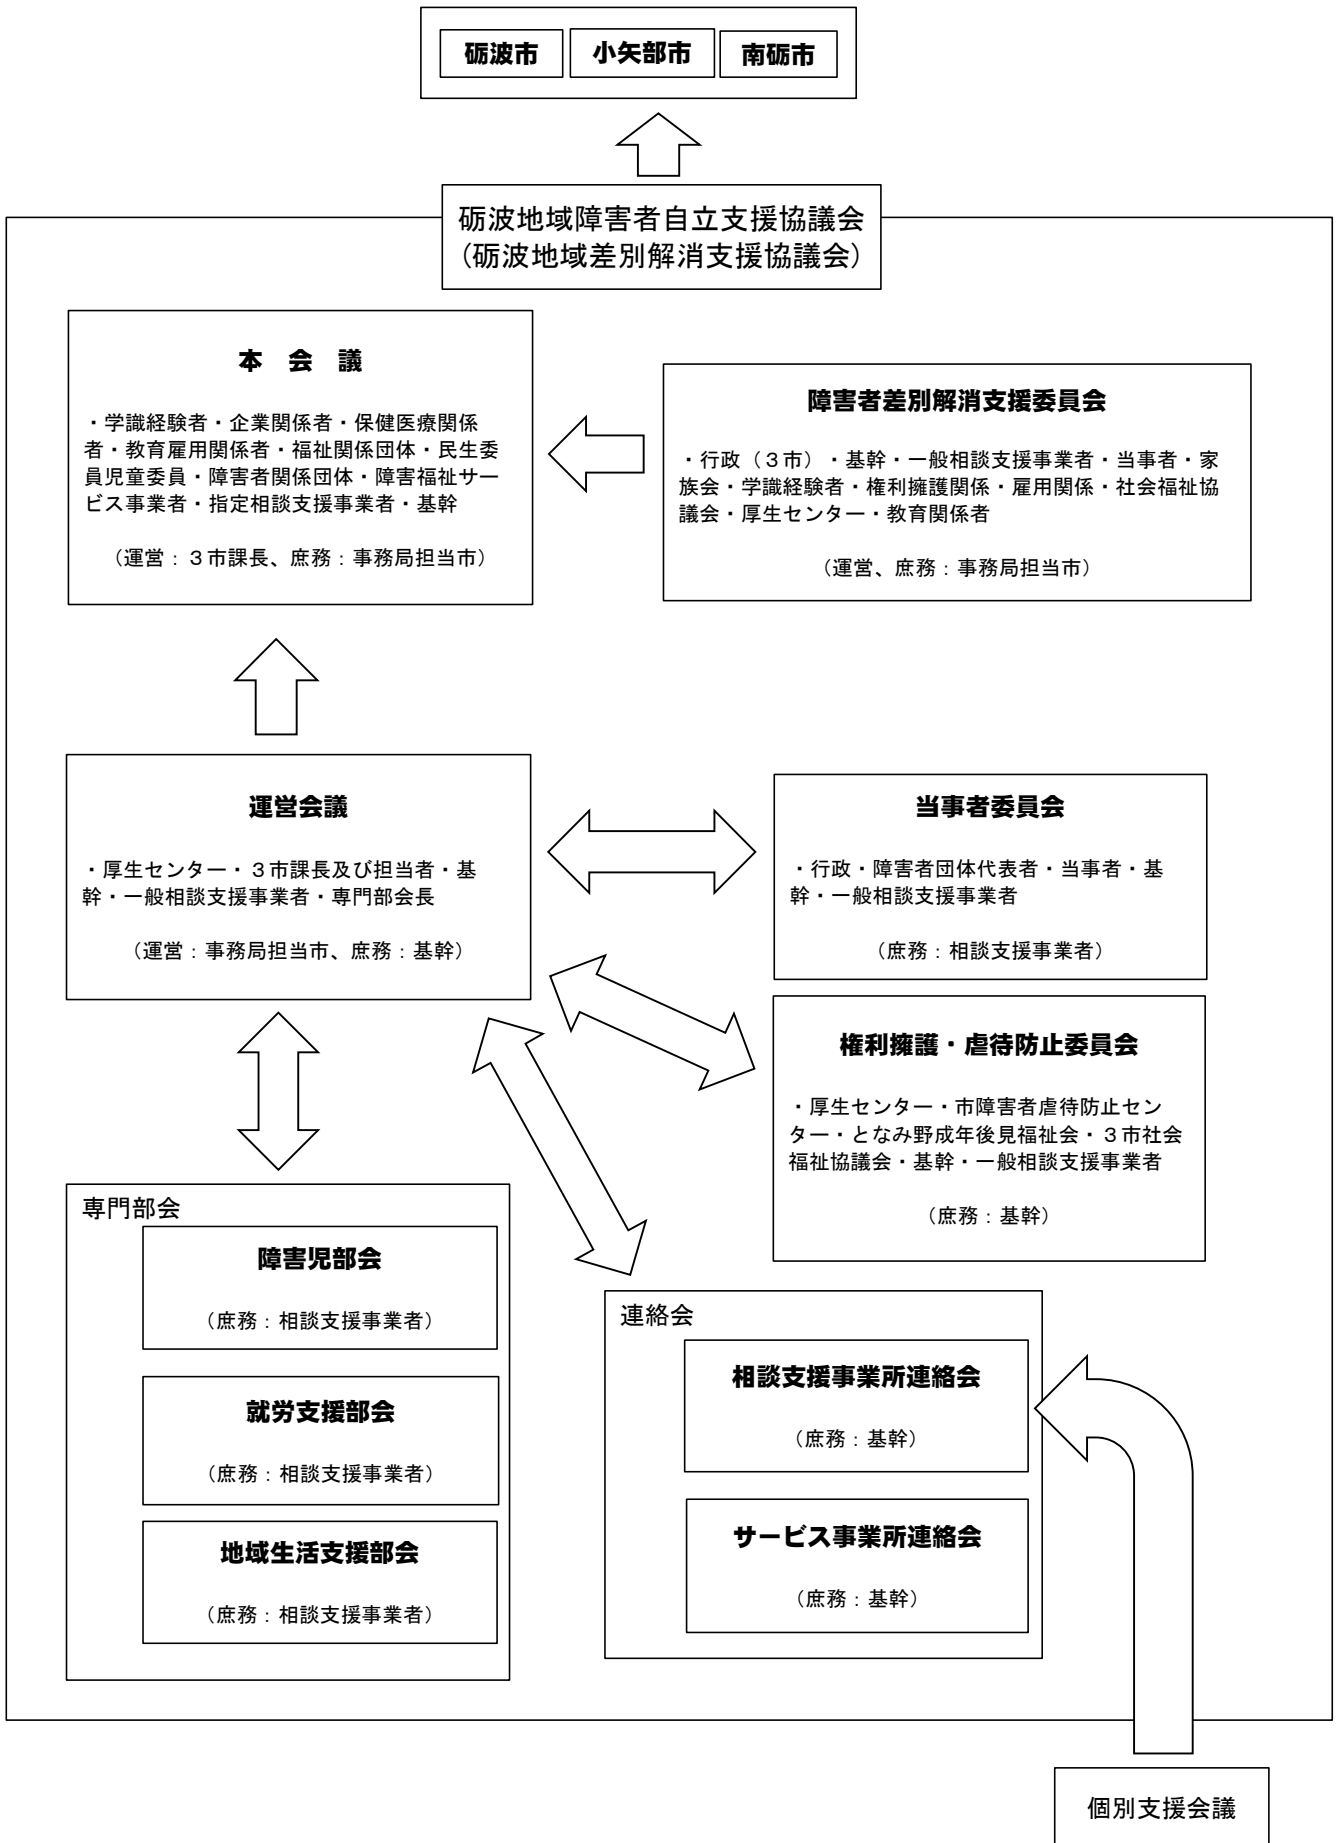 砺波市
小矢部市
南砺市
砺波地域障害者自立支援協議会
(砺波地域差別解消支援協議会)
本　会　議
・学識経験者・企業関係者・保健医療関係
者・教育雇用関係者・福祉関係団体・民生委
員児童委員・障害者関係団体・障害福祉サー
ビス事業者・指定相談支援事業者・基幹
（運営：３市課長、庶務：事務局担当市）
障害者差別解消支援委員会
・行政（３市）・基幹・一般相談支援事業者・当事者・家
族会・学識経験者・権利擁護関係・雇用関係・社会福祉協
議会・厚生センター・教育関係者
（運営、庶務：事務局担当市）
運営会議
・厚生センター・３市課長及び担当者・基
幹・一般相談支援事業者・専門部会長
（運営：事務局担当市、庶務：基幹）
当事者委員会
・行政・障害者団体代表者・当事者・基
幹・一般相談支援事業者
（庶務：相談支援事業者）
権利擁護・虐待防止委員会
・厚生センター・市障害者虐待防止セン
ター・となみ野成年後見福祉会・３市社会
福祉協議会・基幹・一般相談支援事業者
（庶務：基幹）
専門部会
障害児部会
（庶務：相談支援事業者）
就労支援部会
（庶務：相談支援事業者）
地域生活支援部会
（庶務：相談支援事業者）
連絡会
相談支援事業所連絡会
（庶務：基幹）
サービス事業所連絡会
（庶務：基幹）
個別支援会議